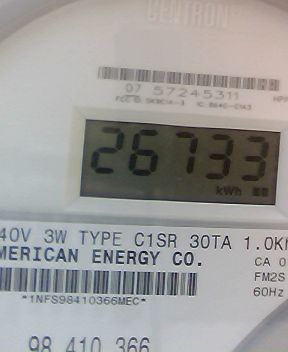 CENTRON
07 57245311
26733
kWh
40V 3W TYPE C1SR 30TA 1.0K
MERICAN ENERGY CO.
CA 0
FM2S
60Hz
*1NFS98410366MEC*
98 410 366